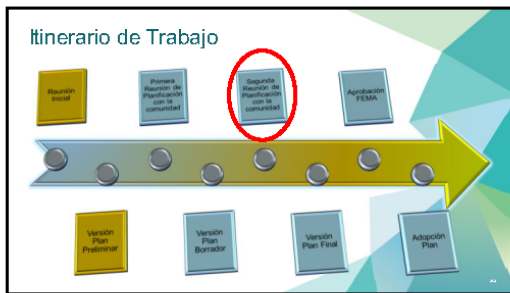 Itinerario de Trabajo
Reunión
Inicial
Primera
Reunión de
Planificación
con la
comunidad
Segunda
Reunión de
Planificación
con la
comunidad
Aprobación
FEMA
Versión
Plan
Preliminar
Versión
Plan
Borrador
Versión
Plan Final
Adopción
Plan